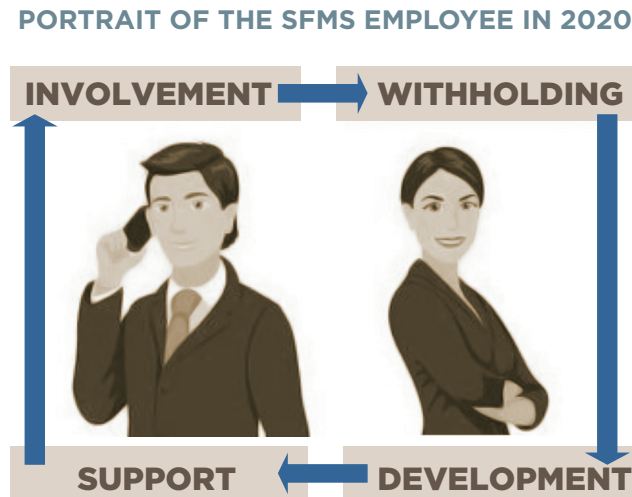 PORTRAIT OF THE SFMS EMPLOYEE IN 2020
INVOLVEMENT
WITHHOLDING
SUPPORT
DEVELOPMENT